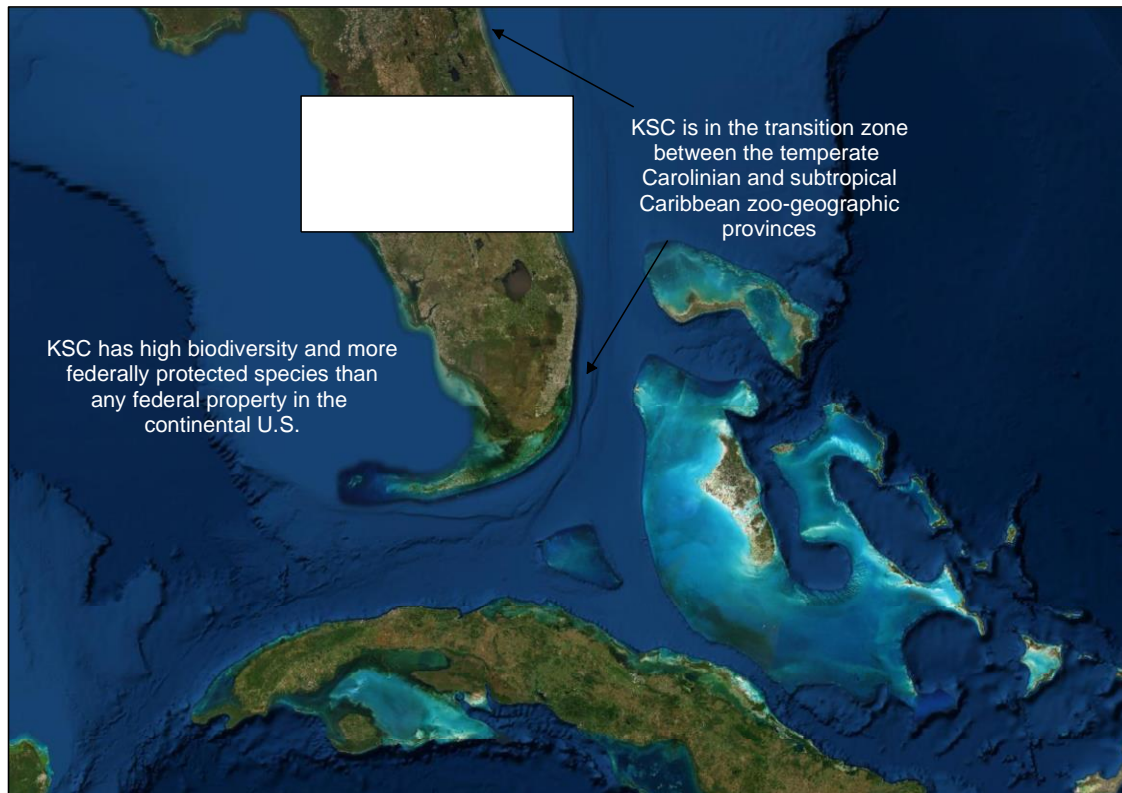 KSC is in the transition zone
between the temperate
Carolinian and subtropical
Caribbean zoo-geographic
provinces
KSC has high biodiversity and more
federally protected species than
any federal property in the
continental U.S.